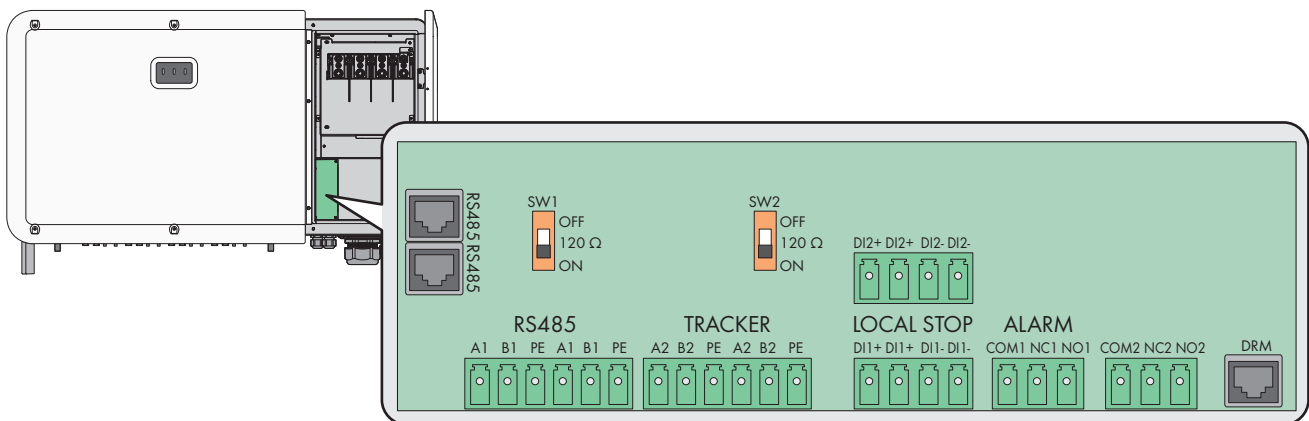 RS485 RS485
SW1
OFF
120 Ω
ON
SW2
OFF
120 Ω
ON
DI2+ DI2+ DI2- DI2-
RS485
A1 B1 PE A1 B1 PE
TRACKER
A2 B2 PE A2 B2 PE
LOCAL STOP
DI1+ DI1+ DI1- DI1-
ALARM
COM1 NC1 NO1
COM2 NC2 NO2
DRM